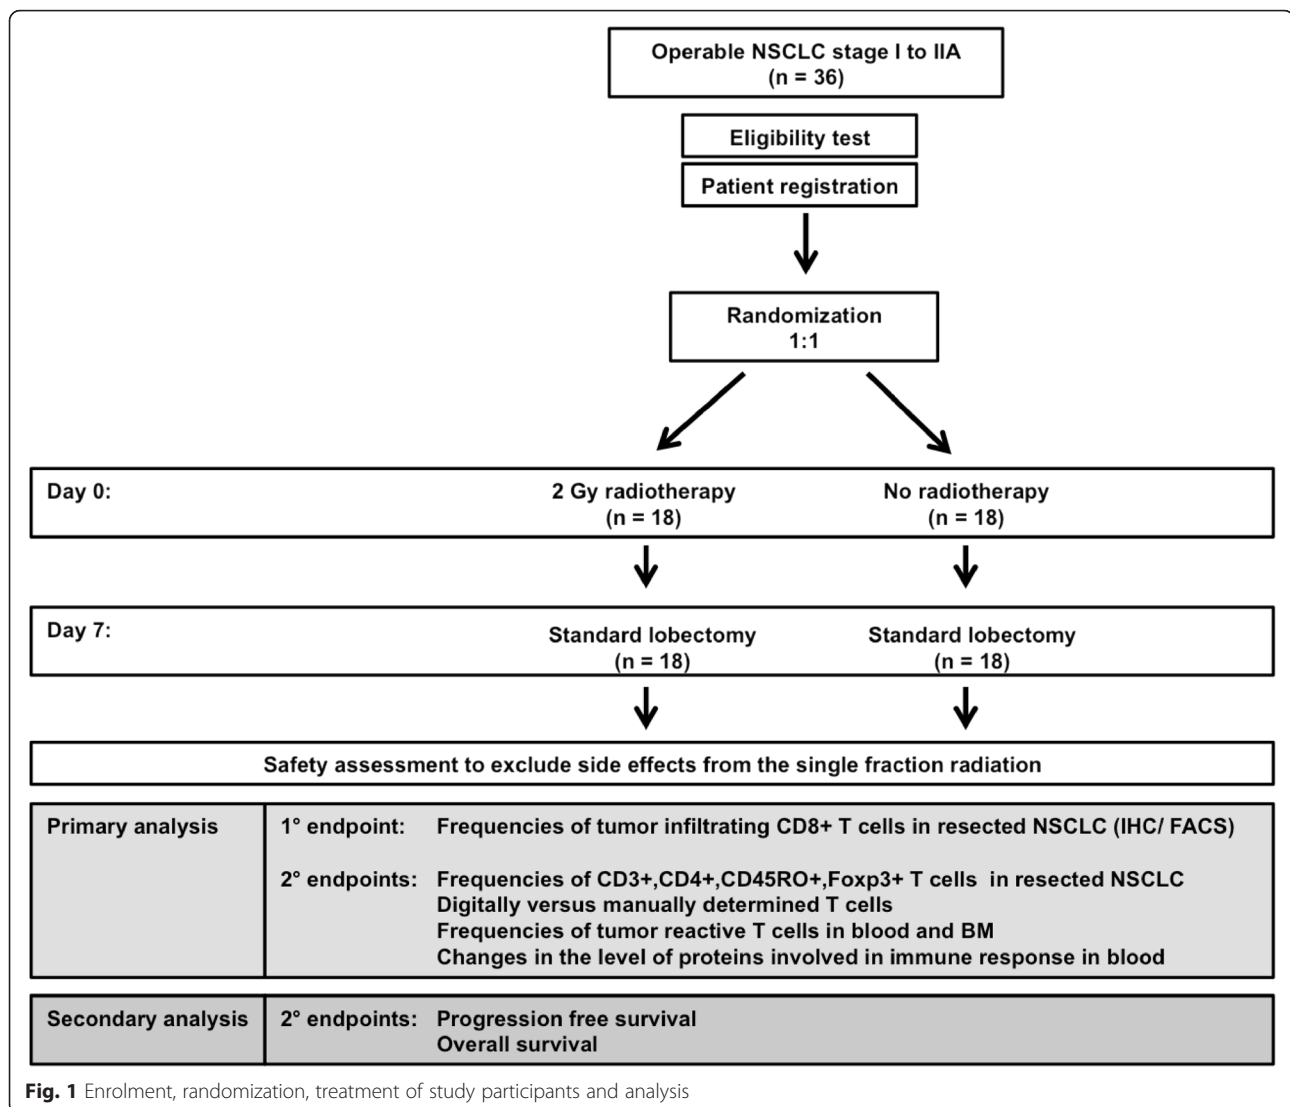 Operable NSCLC stage I to IIA
(n = 36)
Eligibility test
Patient registration
Randomization
1:1
Day 0:
2 Gy radiotherapy
(n = 18)
No radiotherapy
(n = 18)
Day 7:
Standard lobectomy
(n = 18)
Standard lobectomy
(n = 18)
Safety assessment to exclude side effects from the single fraction radiation
Primary analysis
1° endpoint: Frequencies of tumor infiltrating CD8+ T cells in resected NSCLC (IHC/ FACS)
2° endpoints: Frequencies of CD3+,CD4+,CD45RO+,Foxp3+ T cells in resected NSCLC
Digitally versus manually determined T cells
Frequencies of tumor reactive T cells in blood and BM
Changes in the level of proteins involved in immune response in blood
Secondary analysis
2° endpoints: Progression free survival
Overall survival
Fig. 1 Enrolment, randomization, treatment of study participants and analysis